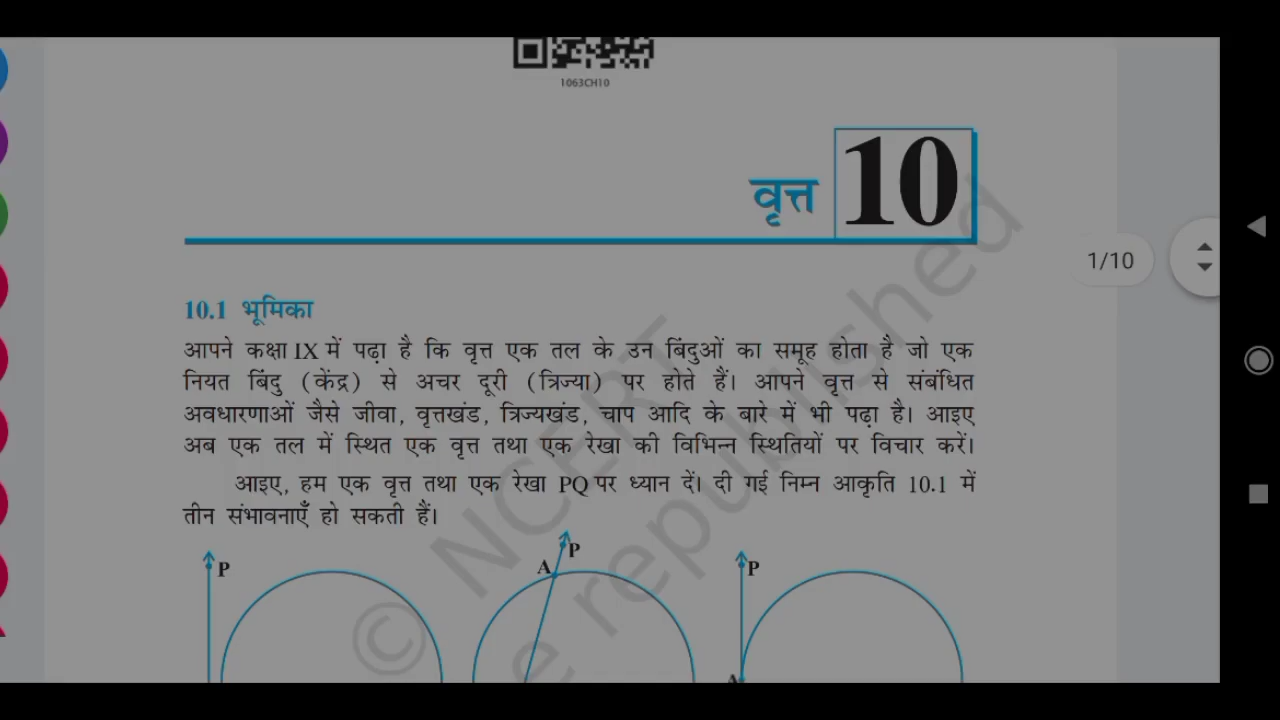 1063CH10
वृत्त 10
1/10
10.1 भूमिका
आपने कक्षा IX में पढ़ा है कि वृत्त एक तल के उन बिंदुओं का समूह होता है जो एक
नियत बिंदु (केंद्र) से अचर दूरी (त्रिज्या) पर होते हैं। आपने वृत्त से संबंधित
अवधारणाओं जैसे जीवा, वृत्तखंड, त्रिज्यखंड, चाप आदि के बारे में भी पढ़ा है। आइए
अब एक तल में स्थित एक वृत्त तथा एक रेखा की विभिन्न स्थितियों पर विचार करें।
आइए, हम एक वृत्त तथा एक रेखा PQ पर ध्यान दें। दी गई निम्न आकृति 10.1 में
तीन संभावनाएँ हो सकती हैं।
P A P P
A
© NCERT
e republished